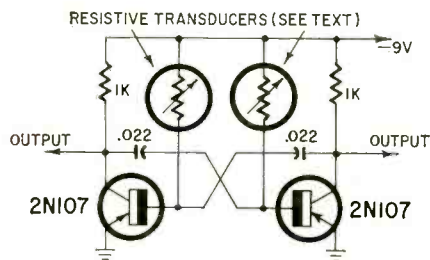 RESISTIVE TRANSDUCERS (SEE TEXT)
-9V
1K
1K
OUTPUT
.022
.022
OUTPUT
2N107
2N107